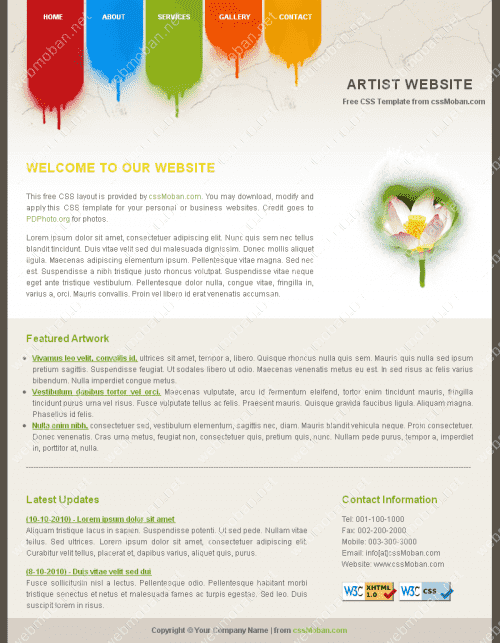 HOME ABOUT SERVICES GALLERY CONTACT
ARTIST WEBSITE
Free CSS Template from cssMoban.com
WELCOME TO OUR WEBSITE
This free CSS layout is provided by cssMoban.com. You may download, modify and
apply this CSS template for your personal or business websites. Credit goes to
PDPhoto.org for photos.
Lorem ipsum dolor sit amet, consectetuer adipiscing elit. Nunc quis sem nec tellus
blandit tincidunt. Duis vitae velit sed dui malesuada dignissim. Donec mollis aliquet
ligula. Maecenas adipiscing elementum ipsum. Pellentesque vitae magna. Sed nec
est. Suspendisse a nibh tristique justo rhoncus volutpat. Suspendisse vitae neque
eget ante tristique vestibulum. Pellentesque dolor nulla, congue vitae, fringilla in,
varius a, orci. Mauris convallis. Proin vel libero id erat venenatis accumsan.
Featured Artwork
Vivamus leo velit, convallis id, ultrices sit amet, tempor a, libero. Quisque rhoncus nulla quis sem. Mauris quis nulla sed ipsum
pretium sagittis. Suspendisse feugiat. Ut sodales libero ut odio. Maecenas venenatis metus eu est. In sed risus ac felis varius
bibendum. Nulla imperdiet congue metus.
Vestibulum dapibus tortor vel orci. Maecenas vulputate, arcu id fermentum eleifend, tortor enim tincidunt mauris, fringilla
tincidunt purus urna vel risus. Fusce vulputate tellus ac felis. Praesent mauris. Quisque gravida faucibus ligula. Aliquam magna.
Phasellus id felis.
Nulla enim nibh, consectetuer sed, vestibulum elementum, sagittis nec, diam. Mauris blandit vehicula neque. Proin consectetuer.
Donec venenatis. Cras urna metus, feugiat non, consectetuer quis, pretium quis, nunc. Nullam pede purus, tempor a, imperdiet
in, porttitor at, nulla.
Latest Updates
(10-10-2010) - Lorem ipsum dolor sit amet
Aliquam tristique lacus in sapien. Suspendisse potenti. Ut sed pede. Nullam vitae
tellus. Sed ultrices. Lorem ipsum dolor sit amet, consectetuer adipiscing elit.
Curabitur velit tellus, placerat et, dapibus varius, aliquet quis, purus.
(8-10-2010) - Duis vitae velit sed dui
Fusce sollicitudin nisl a lectus. Pellentesque odio. Pellentesque habitant morbi
tristique senectus et netus et malesuada fames ac turpis egestas. Sed leo. Duis
suscipit lorem in risus.
Contact Information
Tel: 001-100-1000
Fax: 002-200-2000
Mobile: 003-300-3000
Email: info[at]cssMoban.com
Website: www.cssMoban.com
W3C XHTML 1.0 W3C CSS
Copyright © Your Company Name | from cssMoban.com